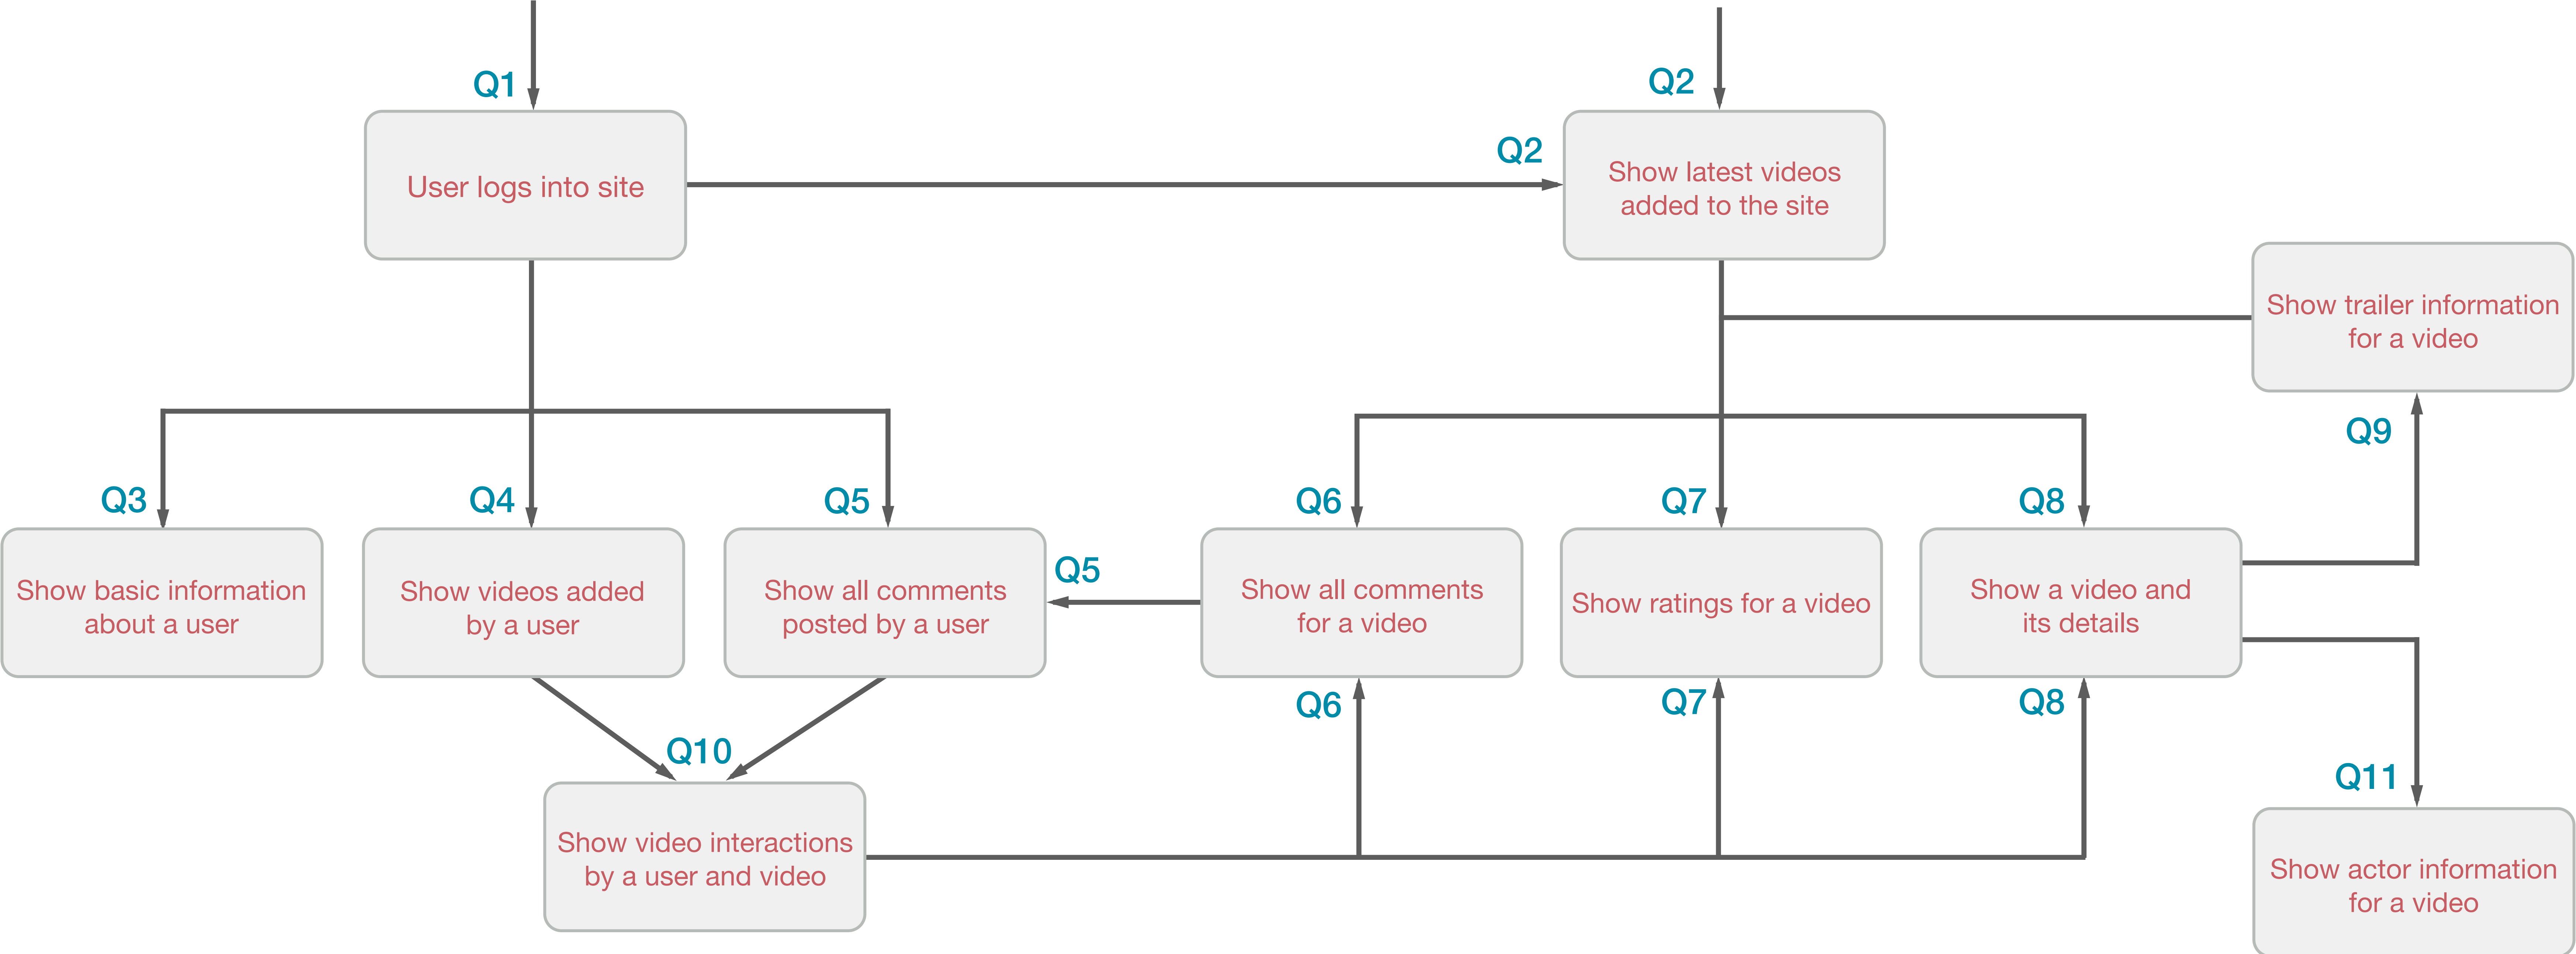 Q1
Q2
User logs into site
Q2
Show latest videos
added to the site
Show trailer information
for a video
Q9
Q3
Q4
Q5
Q6
Q7
Q8
Show basic information
about a user
Show videos added
by a user
Show all comments
posted by a user
Q5
Show all comments
for a video
Show ratings for a video
Show a video and
its details
Q6
Q7
Q8
Q10
Q11
Show video interactions
by a user and video
Show actor information
for a video